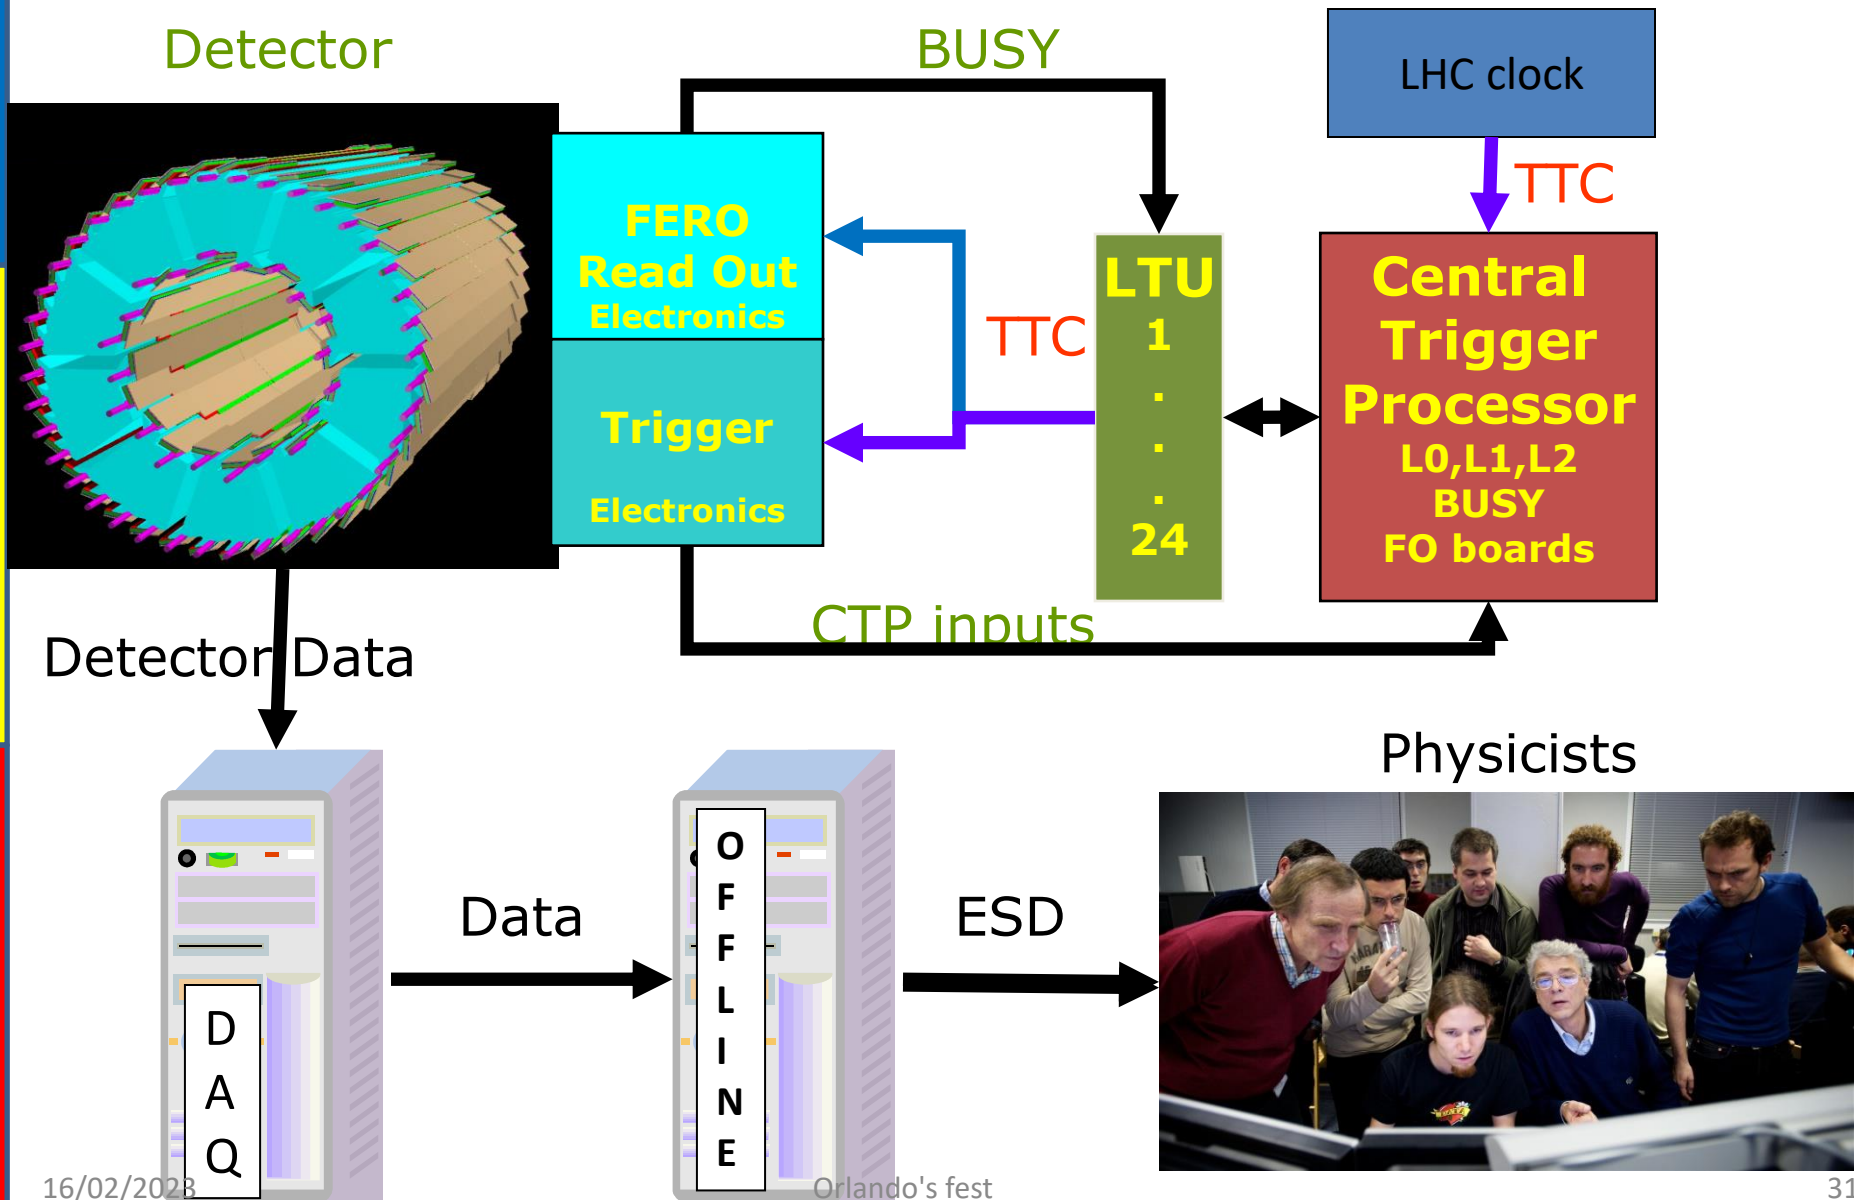 Detector
BUSY
LHC clock
TTC
FERO
Read Out
Electronics
TTC
LTU
1
.
.
.
24
Central
Trigger
Processor
L0,L1,L2
BUSY
FO boards
Trigger
Electronics
CTP inputs
Detector Data
Physicists
Data
ESD
D
A
Q
O
F
F
L
I
N
E
16/02/2023
Orlando's fest
31